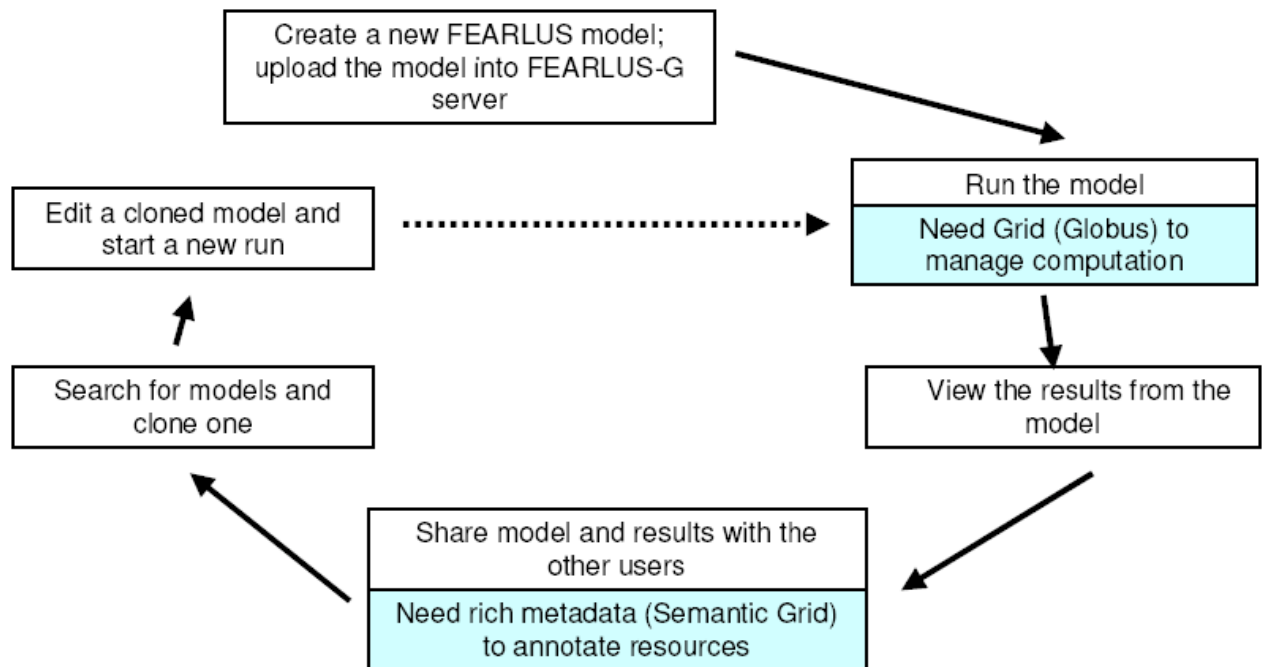 Create a new FEARLUS model;
upload the model into FEARLUS-G
server
Run the model
Need Grid (Globus) to
manage computation
Edit a cloned model and
start a new run
Search for models and
clone one
View the results from the
model
Share model and results with the
other users
Need rich metadata (Semantic Grid)
to annotate resources